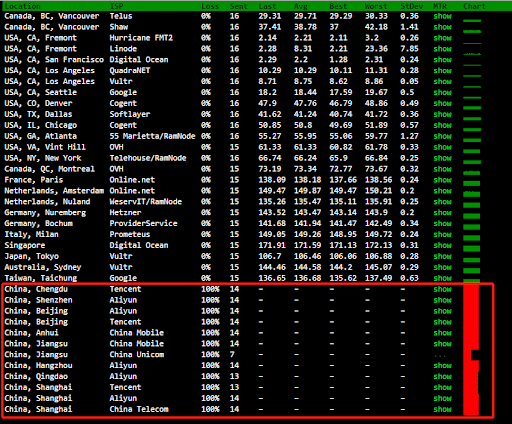 Location ISP Loss Sent Last Avg Best Worst StDev MTR Chart
Canada, BC, Vancouver Telus 0% 16 29.31 29.71 29.29 30.33 0.36 show
Canada, BC, Vancouver Shaw 0% 16 37.41 38.78 37 42.18 1.41 show
USA, CA, Fremont Hurricane FMT2 0% 16 2.14 2.21 2.11 3.2 0.26 show
USA, CA, Fremont Linode 0% 16 2.28 8.31 2.21 23.36 7.85 show
USA, CA, San Francisco Digital Ocean 0% 16 2.29 2.2 1.28 2.31 0.24 show
USA, CA, Los Angeles QuadraNET 0% 16 10.29 10.29 10.11 11.31 0.28 show
USA, CA, Los Angeles Vultr 0% 16 8.71 8.75 8.62 8.86 0.05 show
USA, CA, Seattle Google 0% 16 18.2 18.44 17.59 19.67 0.5 show
USA, CO, Denver Cogent 0% 16 47.9 47.76 46.79 48.86 0.49 show
USA, TX, Dallas Softlayer 0% 16 41.62 41.24 40.74 41.72 0.36 show
USA, IL, Chicago Cogent 0% 16 50.85 50.8 49.69 51.89 0.57 show
USA, GA, Atlanta 55 Marietta/RamNode 0% 16 55.27 55.95 55.06 59.77 1.27 show
USA, VA, Vint Hill OVH 0% 15 61.33 61.33 60.82 61.78 0.33 show
USA, NY, New York Telehouse/RamNode 0% 16 66.74 66.24 65.9 66.84 0.25 show
Canada, QC, Montreal OVH 0% 15 73.19 73.34 72.77 73.67 0.32 show
France, Paris Online.net 0% 15 138.09 138.13 137.66 138.56 0.24 show
Netherlands, Amsterdam Online.net 0% 15 149.47 149.87 149.47 150.21 0.2 show
Netherlands, Nuland WeservIT/RamNode 0% 15 135.26 135.47 135.11 135.91 0.25 show
Germany, Nuremberg Hetzner 0% 15 143.52 143.47 143.14 143.9 0.2 show
Germany, Bochum ProviderService 0% 15 141.68 141.94 141.47 142.49 0.34 show
Italy, Milan Prometeus 0% 15 149.05 149.26 148.95 149.72 0.24 show
Singapore Digital Ocean 0% 15 171.91 171.59 171.13 172.13 0.31 show
Japan, Tokyo Vultr 0% 15 106.7 106.46 106.06 106.88 0.28 show
Australia, Sydney Vultr 0% 15 144.46 144.58 144.2 145.07 0.29 show
Taiwan, Taichung Google 0% 15 136.65 136.48 135.62 137.49 0.63 show
China, Chengdu Tencent 100% 14 – – – – – show
China, Shenzhen Aliyun 100% 14 – – – – – show
China, Beijing Aliyun 100% 14 – – – – – show
China, Beijing Tencent 100% 14 – – – – – show
China, Anhui China Mobile 100% 14 – – – – – show
China, Jiangsu China Mobile 100% 14 – – – – – show
China, Jiangsu China Unicom 100% 7 – – – – – ...
China, Hangzhou Aliyun 100% 14 – – – – – show
China, Qingdao Aliyun 100% 13 – – – – – show
China, Shanghai Tencent 100% 13 – – – – – show
China, Shanghai Aliyun 100% 14 – – – – – show
China, Shanghai China Telecom 100% 14 – – – – – show